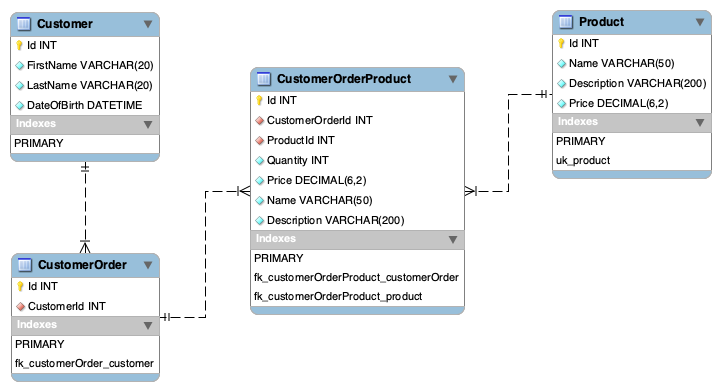 Customer
Id INT
FirstName VARCHAR(20)
LastName VARCHAR(20)
DateOfBirth DATETIME
Indexes
PRIMARY
CustomerOrder
Id INT
CustomerId INT
Indexes
PRIMARY
fk_customerOrder_customer
CustomerOrderProduct
Id INT
CustomerOrderId INT
ProductId INT
Quantity INT
Price DECIMAL(6,2)
Name VARCHAR(50)
Description VARCHAR(200)
Indexes
PRIMARY
fk_customerOrderProduct_customerOrder
fk_customerOrderProduct_product
Product
Id INT
Name VARCHAR(50)
Description VARCHAR(200)
Price DECIMAL(6,2)
Indexes
PRIMARY
uk_product